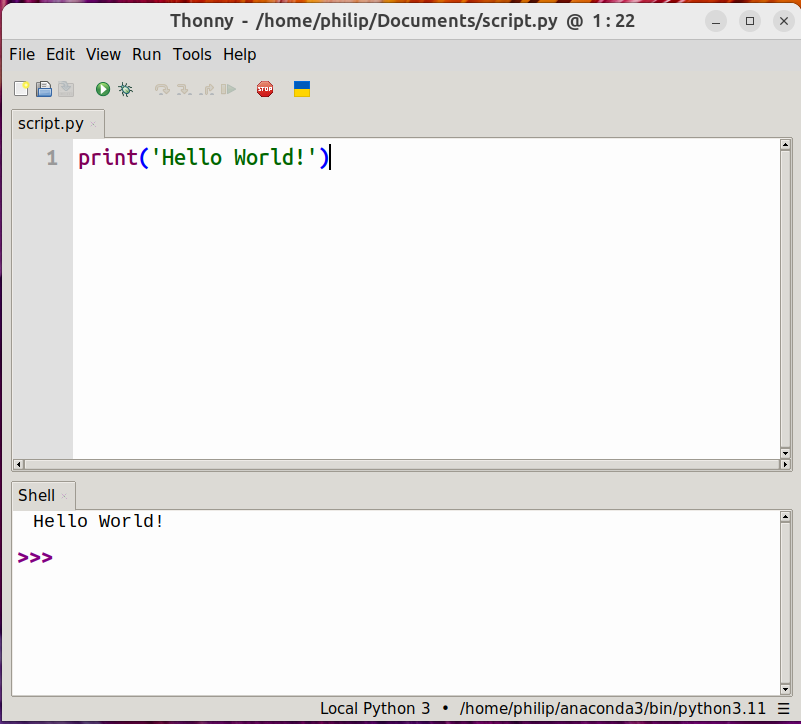 Thonny - /home/philip/Documents/script.py @ 1:22
File Edit View Run Tools Help
STOP
script.py
1 print('Hello World!')
Shell
Hello World!
>>>
Local Python 3 • /home/philip/anaconda3/bin/python3.11 ☰